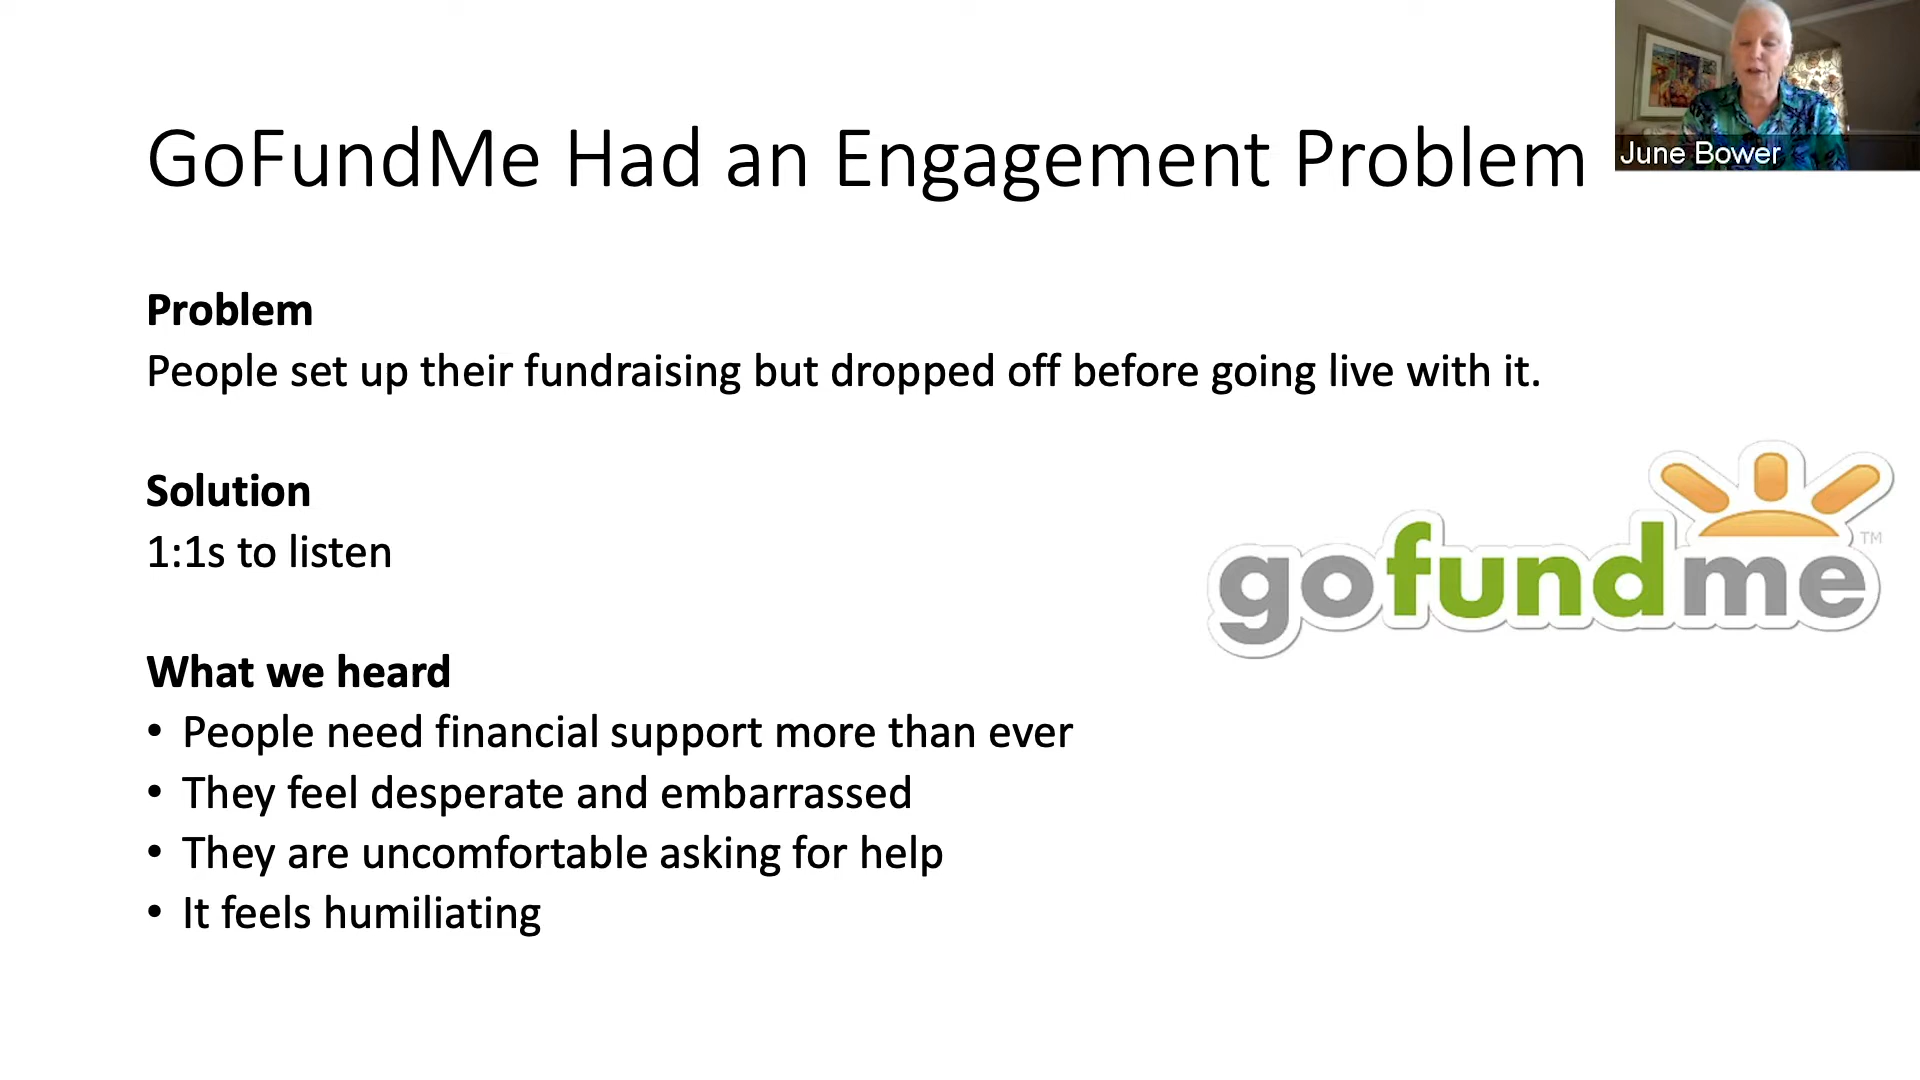 GoFundMe Had an Engagement Problem
June Bower
Problem
People set up their fundraising but dropped off before going live with it.
Solution
1:1s to listen
gofundme™
What we heard
• People need financial support more than ever
• They feel desperate and embarrassed
• They are uncomfortable asking for help
• It feels humiliating